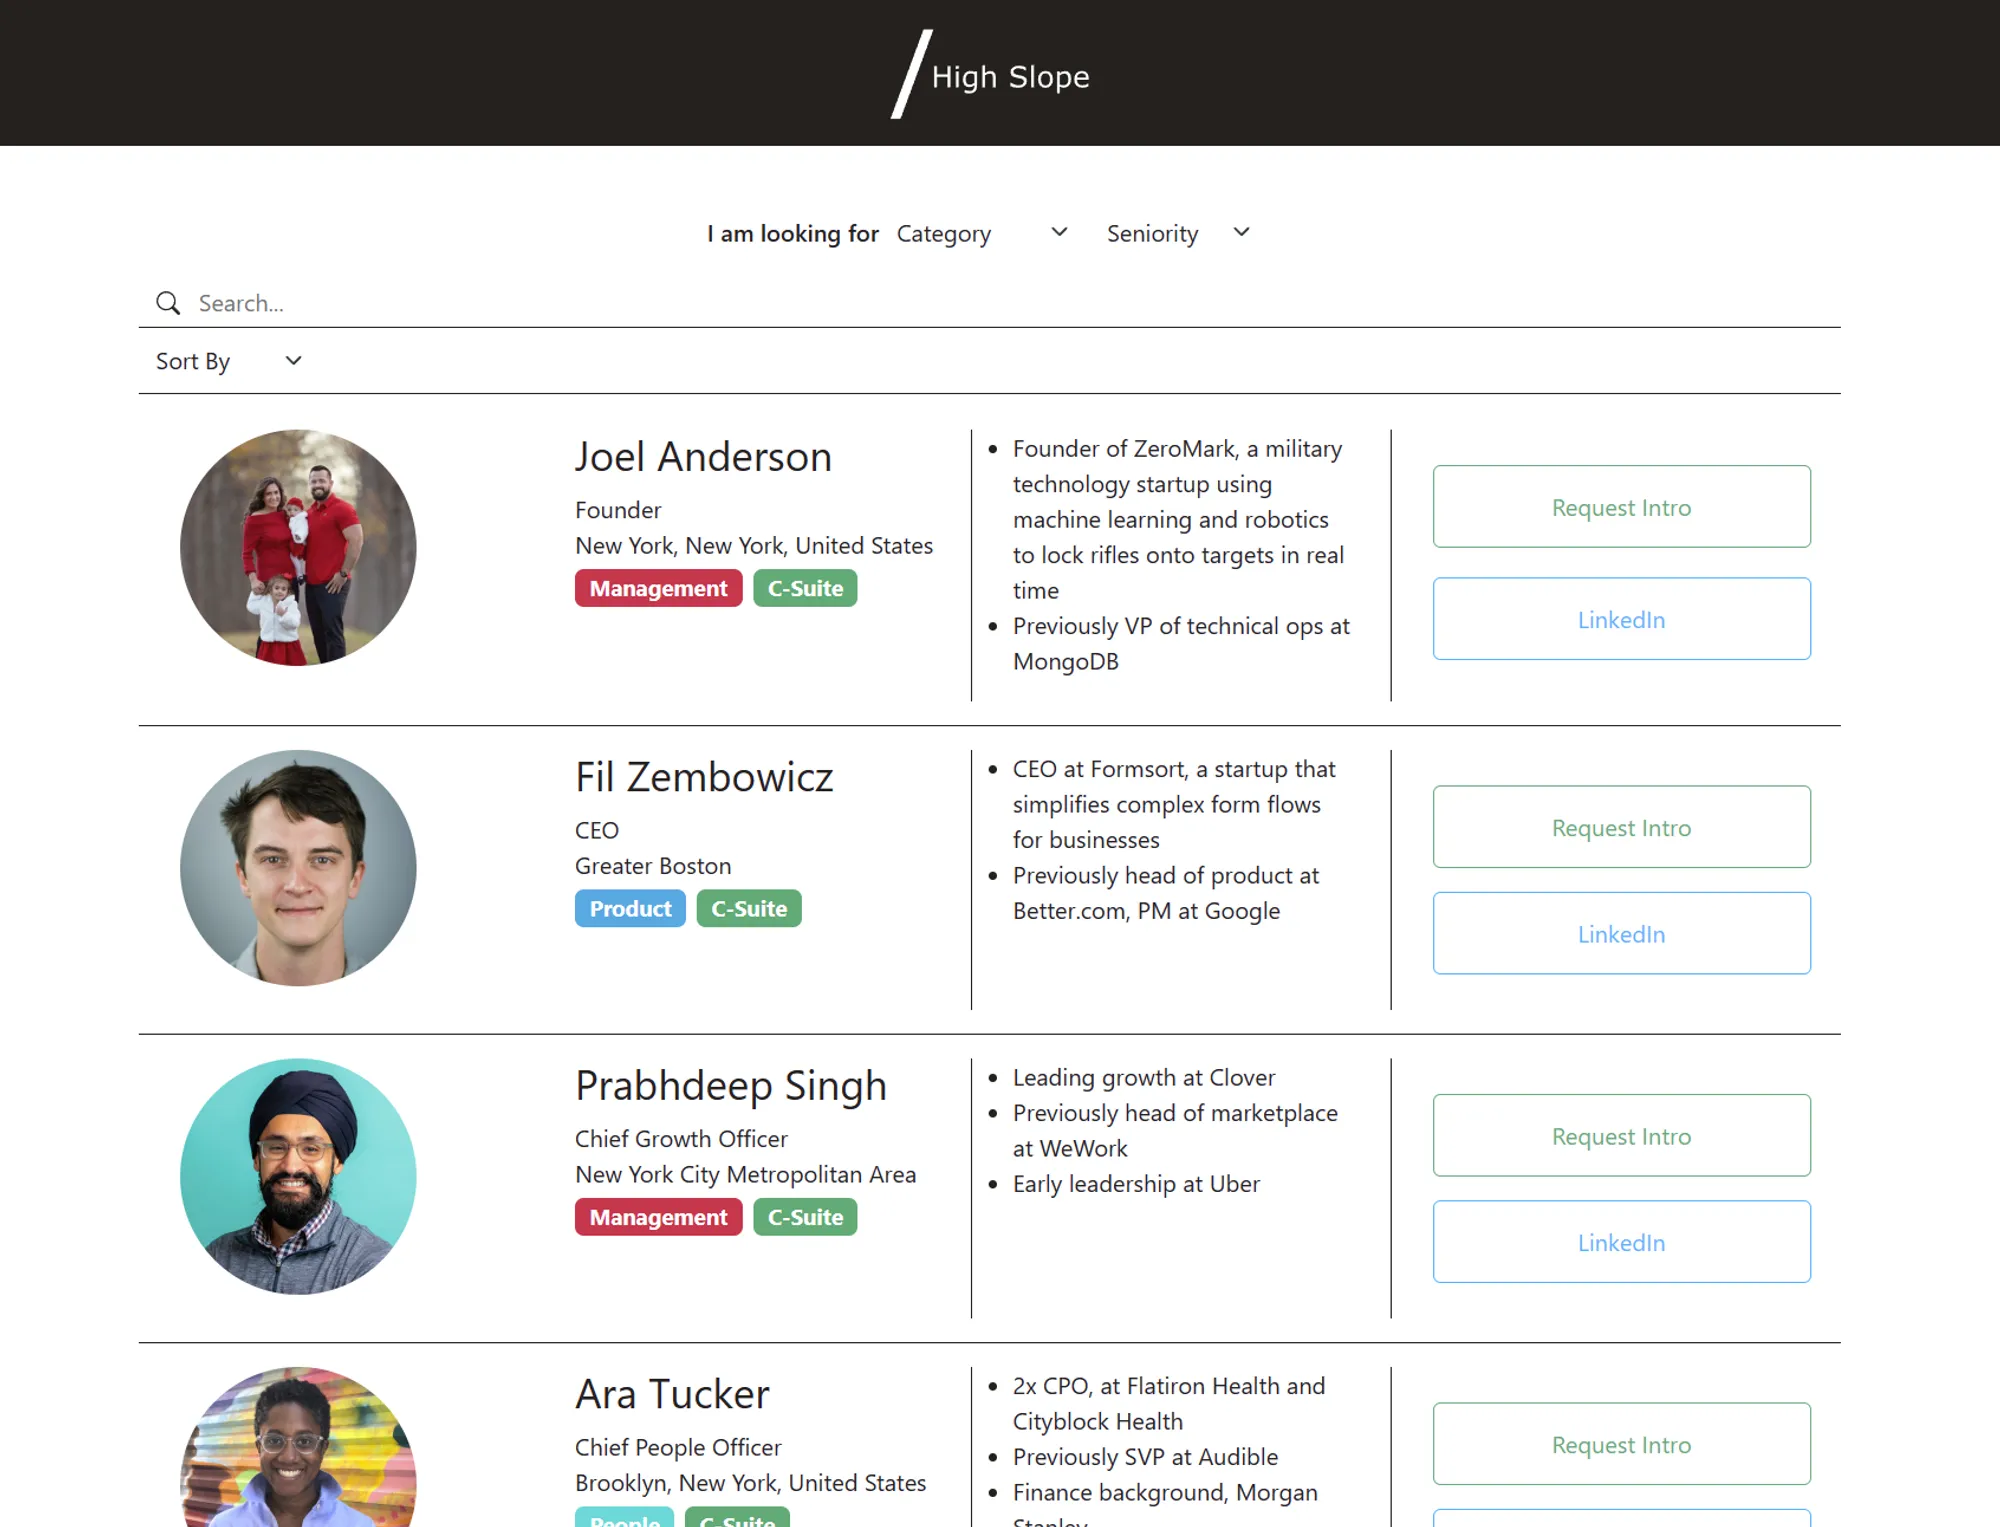 High Slope
I am looking for Category Seniority
Search...
Sort By
Joel Anderson
Founder
New York, New York, United States
Management C-Suite
Founder of ZeroMark, a military
technology startup using
machine learning and robotics
to lock rifles onto targets in real
time
Previously VP of technical ops at
MongoDB
Request Intro
LinkedIn
Fil Zembowicz
CEO
Greater Boston
Product C-Suite
CEO at Formsort, a startup that
simplifies complex form flows
for businesses
Previously head of product at
Better.com, PM at Google
Request Intro
LinkedIn
Prabhdeep Singh
Chief Growth Officer
New York City Metropolitan Area
Management C-Suite
Leading growth at Clover
Previously head of marketplace
at WeWork
Early leadership at Uber
Request Intro
LinkedIn
Ara Tucker
Chief People Officer
Brooklyn, New York, United States
People C-Suite
2x CPO, at Flatiron Health and
Cityblock Health
Previously SVP at Audible
Finance background, Morgan
Stanley
Request Intro